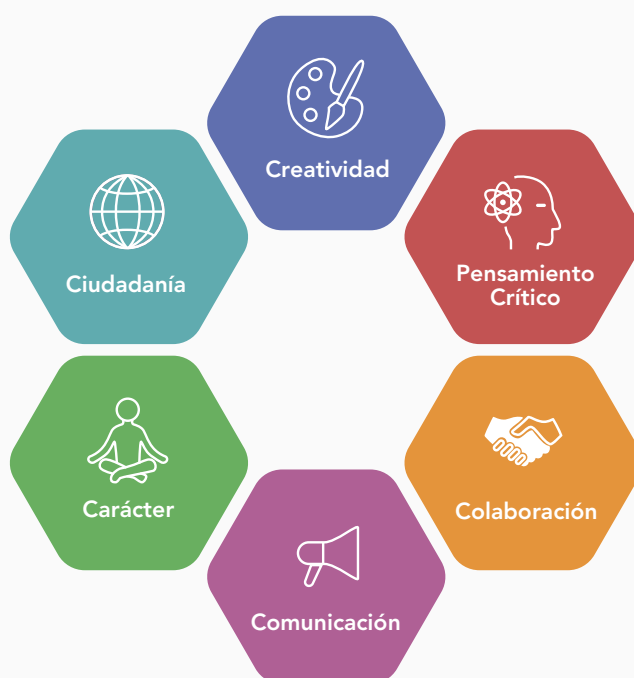 Creatividad
Ciudadanía
Pensamiento
Crítico
Carácter
Colaboración
Comunicación